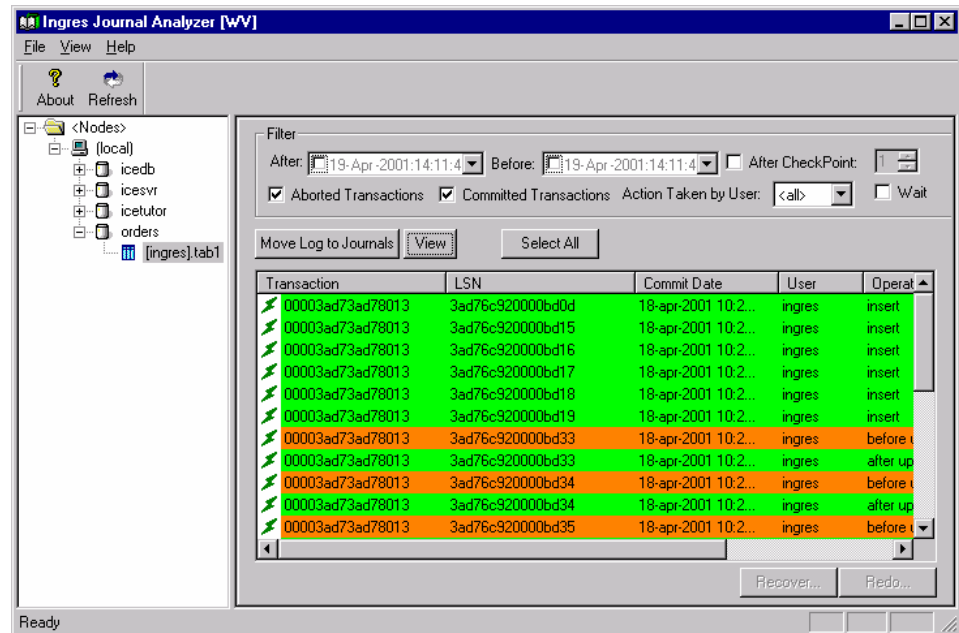 Ingres Journal Analyzer [WV]
File View Help
About Refresh
<Nodes>
(local)
icedb
icesvr
icetutor
orders
[ingres].tab1
Filter
After: 19-Apr-2001:14:11:4 Before: 19-Apr-2001:14:11:4 After CheckPoint: 1
Aborted Transactions Committed Transactions Action Taken by User: <all> Wait
Move Log to Journals View Select All
Transaction LSN Commit Date User Operat
00003ad73ad78013 3ad76c920000bd0d 18-apr-2001 10:2... ingres insert
00003ad73ad78013 3ad76c920000bd15 18-apr-2001 10:2... ingres insert
00003ad73ad78013 3ad76c920000bd16 18-apr-2001 10:2... ingres insert
00003ad73ad78013 3ad76c920000bd17 18-apr-2001 10:2... ingres insert
00003ad73ad78013 3ad76c920000bd18 18-apr-2001 10:2... ingres insert
00003ad73ad78013 3ad76c920000bd19 18-apr-2001 10:2... ingres insert
00003ad73ad78013 3ad76c920000bd33 18-apr-2001 10:2... ingres before u
00003ad73ad78013 3ad76c920000bd33 18-apr-2001 10:2... ingres after up
00003ad73ad78013 3ad76c920000bd34 18-apr-2001 10:2... ingres before u
00003ad73ad78013 3ad76c920000bd34 18-apr-2001 10:2... ingres after up
00003ad73ad78013 3ad76c920000bd35 18-apr-2001 10:2... ingres before u
Recover... Redo...
Ready